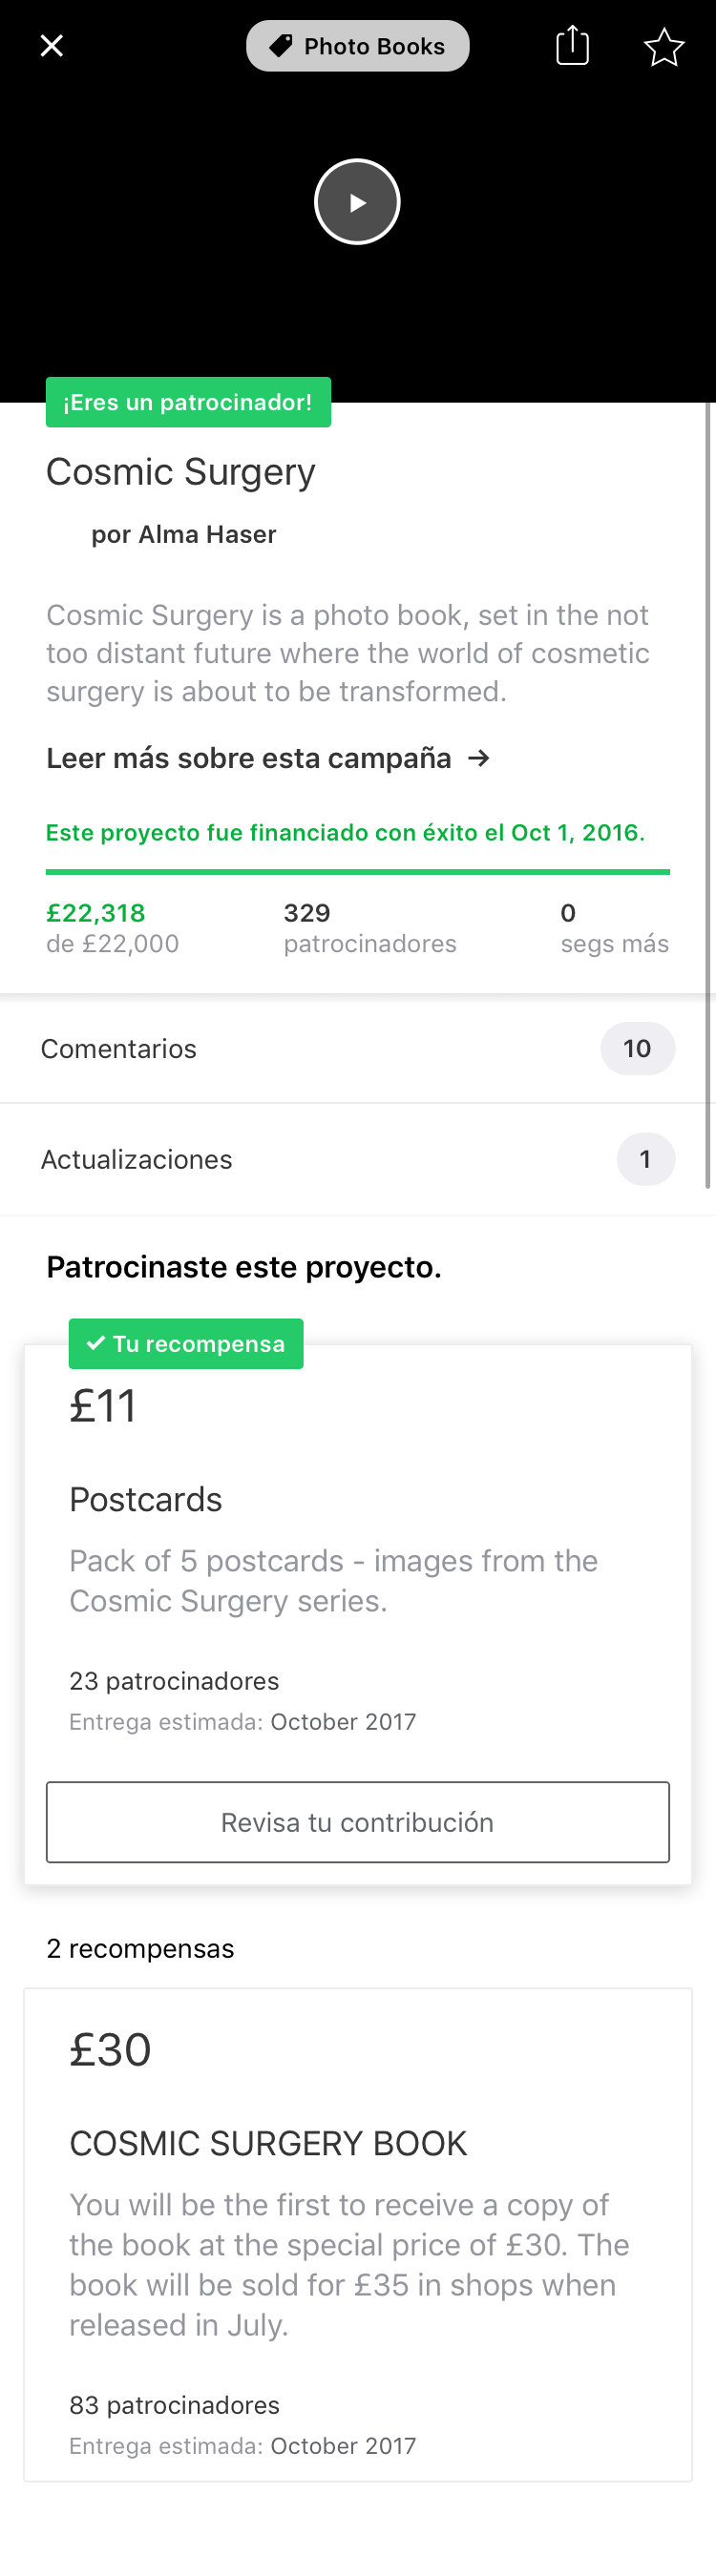 Photo Books
¡Eres un patrocinador!
Cosmic Surgery
por Alma Haser
Cosmic Surgery is a photo book, set in the not
too distant future where the world of cosmetic
surgery is about to be transformed.
Leer más sobre esta campaña →
Este proyecto fue financiado con éxito el Oct 1, 2016.
£22,318 329 0
de £22,000 patrocinadores segs más
Comentarios 10
Actualizaciones 1
Patrocinaste este proyecto.
✓ Tu recompensa
£11
Postcards
Pack of 5 postcards - images from the
Cosmic Surgery series.
23 patrocinadores
Entrega estimada: October 2017
Revisa tu contribución
2 recompensas
£30
COSMIC SURGERY BOOK
You will be the first to receive a copy of
the book at the special price of £30. The
book will be sold for £35 in shops when
released in July.
83 patrocinadores
Entrega estimada: October 2017